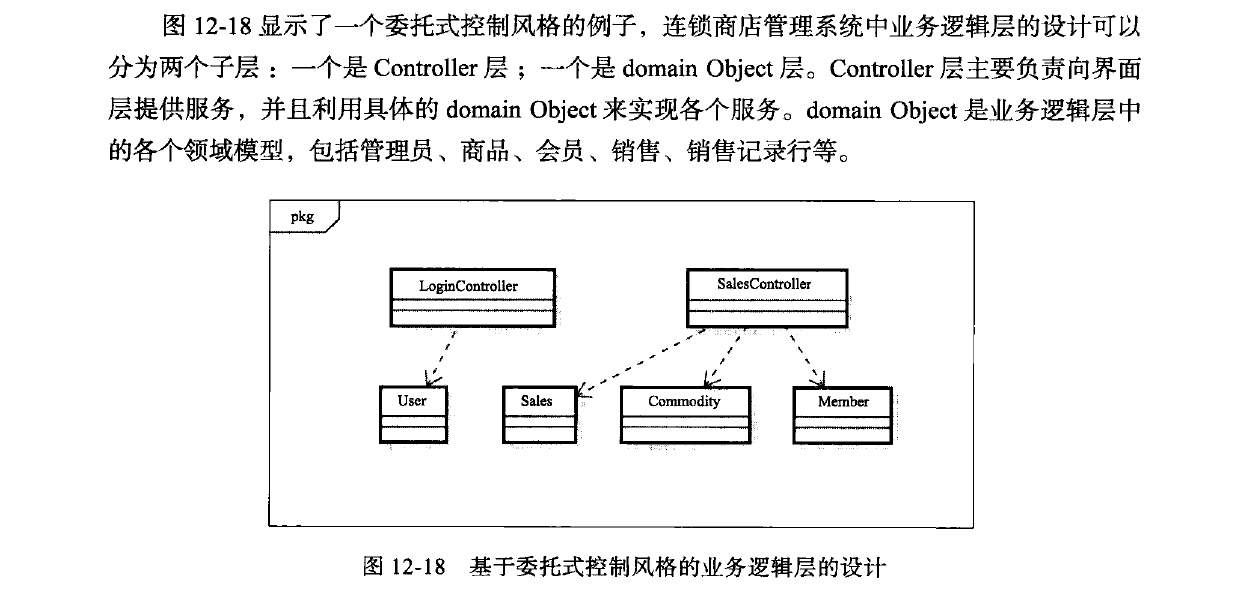 图 12-18 显示了一个委托式控制风格的例子，连锁商店管理系统中业务逻辑层的设计可以
分为两个子层：一个是 Controller 层；一个是 domain Object 层。Controller 层主要负责向界面
层提供服务，并且利用具体的 domain Object 来实现各个服务。domain Object 是业务逻辑层中
的各个领域模型，包括管理员、商品、会员、销售、销售记录行等。
pkg
LoginController
SalesController
User
Sales
Commodity
Member
图 12-18 基于委托式控制风格的业务逻辑层的设计